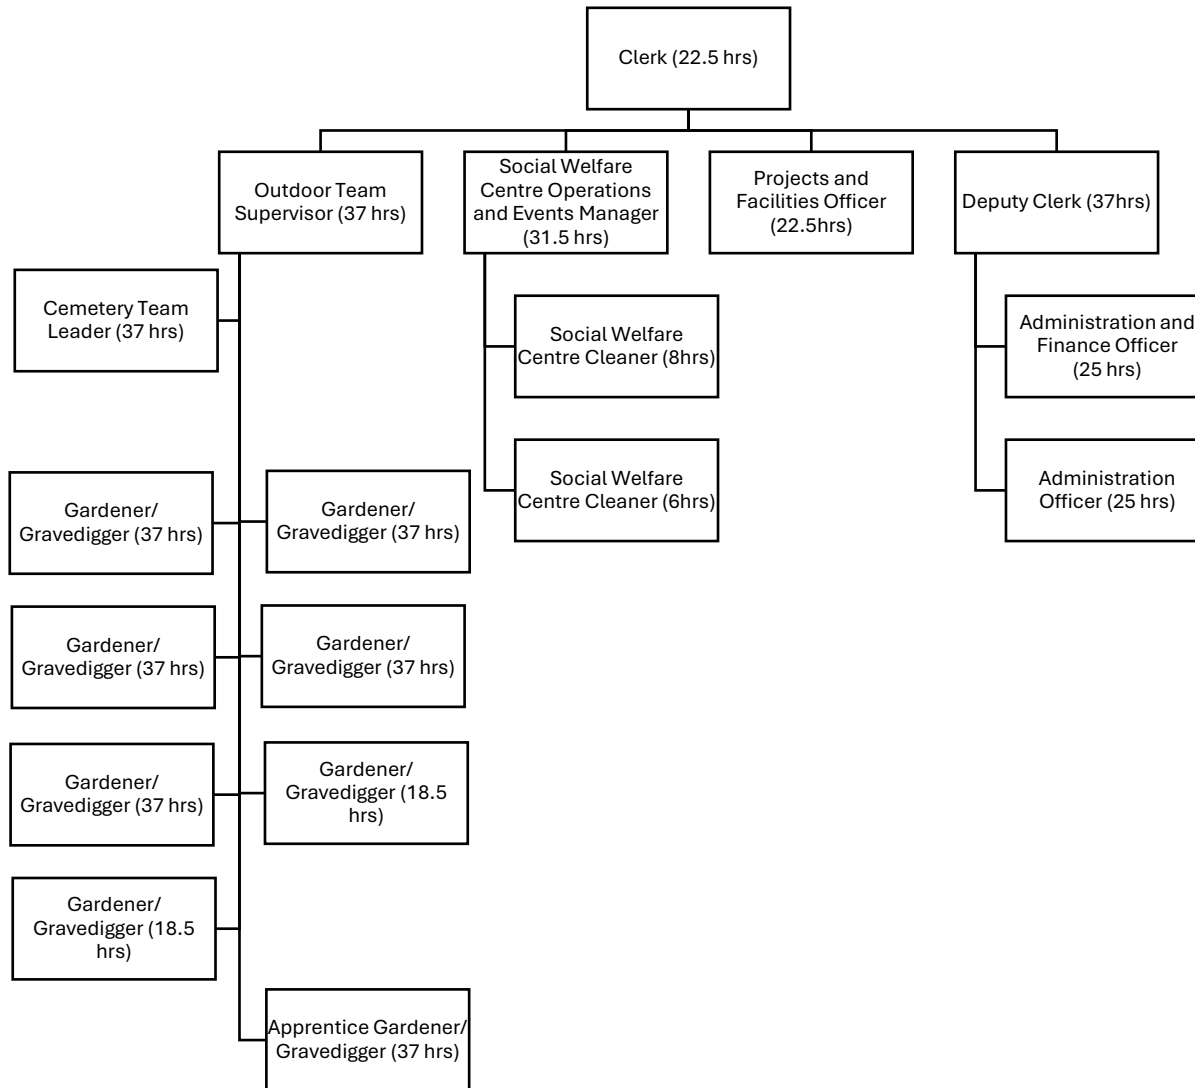 Clerk (22.5 hrs)
Outdoor Team
Supervisor (37 hrs)
Social Welfare
Centre Operations
and Events Manager
(31.5 hrs)
Projects and
Facilities Officer
(22.5hrs)
Deputy Clerk (37hrs)
Cemetery Team
Leader (37 hrs)
Social Welfare
Centre Cleaner (8hrs)
Administration and
Finance Officer
(25 hrs)
Social Welfare
Centre Cleaner (6hrs)
Administration
Officer (25 hrs)
Gardener/
Gravedigger (37 hrs)
Gardener/
Gravedigger (37 hrs)
Gardener/
Gravedigger (37 hrs)
Gardener/
Gravedigger (37 hrs)
Gardener/
Gravedigger (37 hrs)
Gardener/
Gravedigger (18.5
hrs)
Gardener/
Gravedigger (18.5
hrs)
Apprentice Gardener/
Gravedigger (37 hrs)